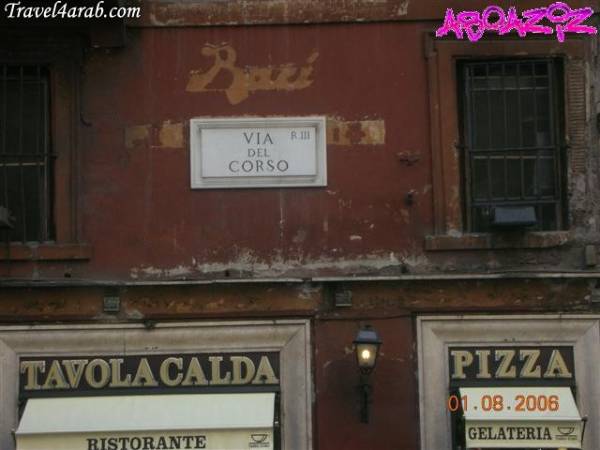 Travel4arab.com
ABOAZIZ
Baci
VIA R III
DEL
CORSO
TAVOLA CALDA
PIZZA
01.08.2006
RISTORANTE
GELATERIA